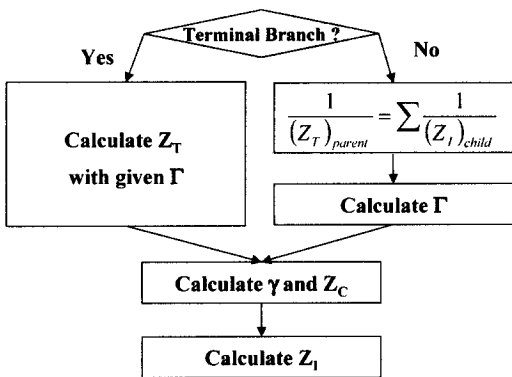 Terminal Branch ?
Yes
No
Calculate Z_T
with given Γ
1/(Z_T)_parent = ∑ 1/(Z_I)_child
Calculate Γ
Calculate γ and Z_C
Calculate Z_I